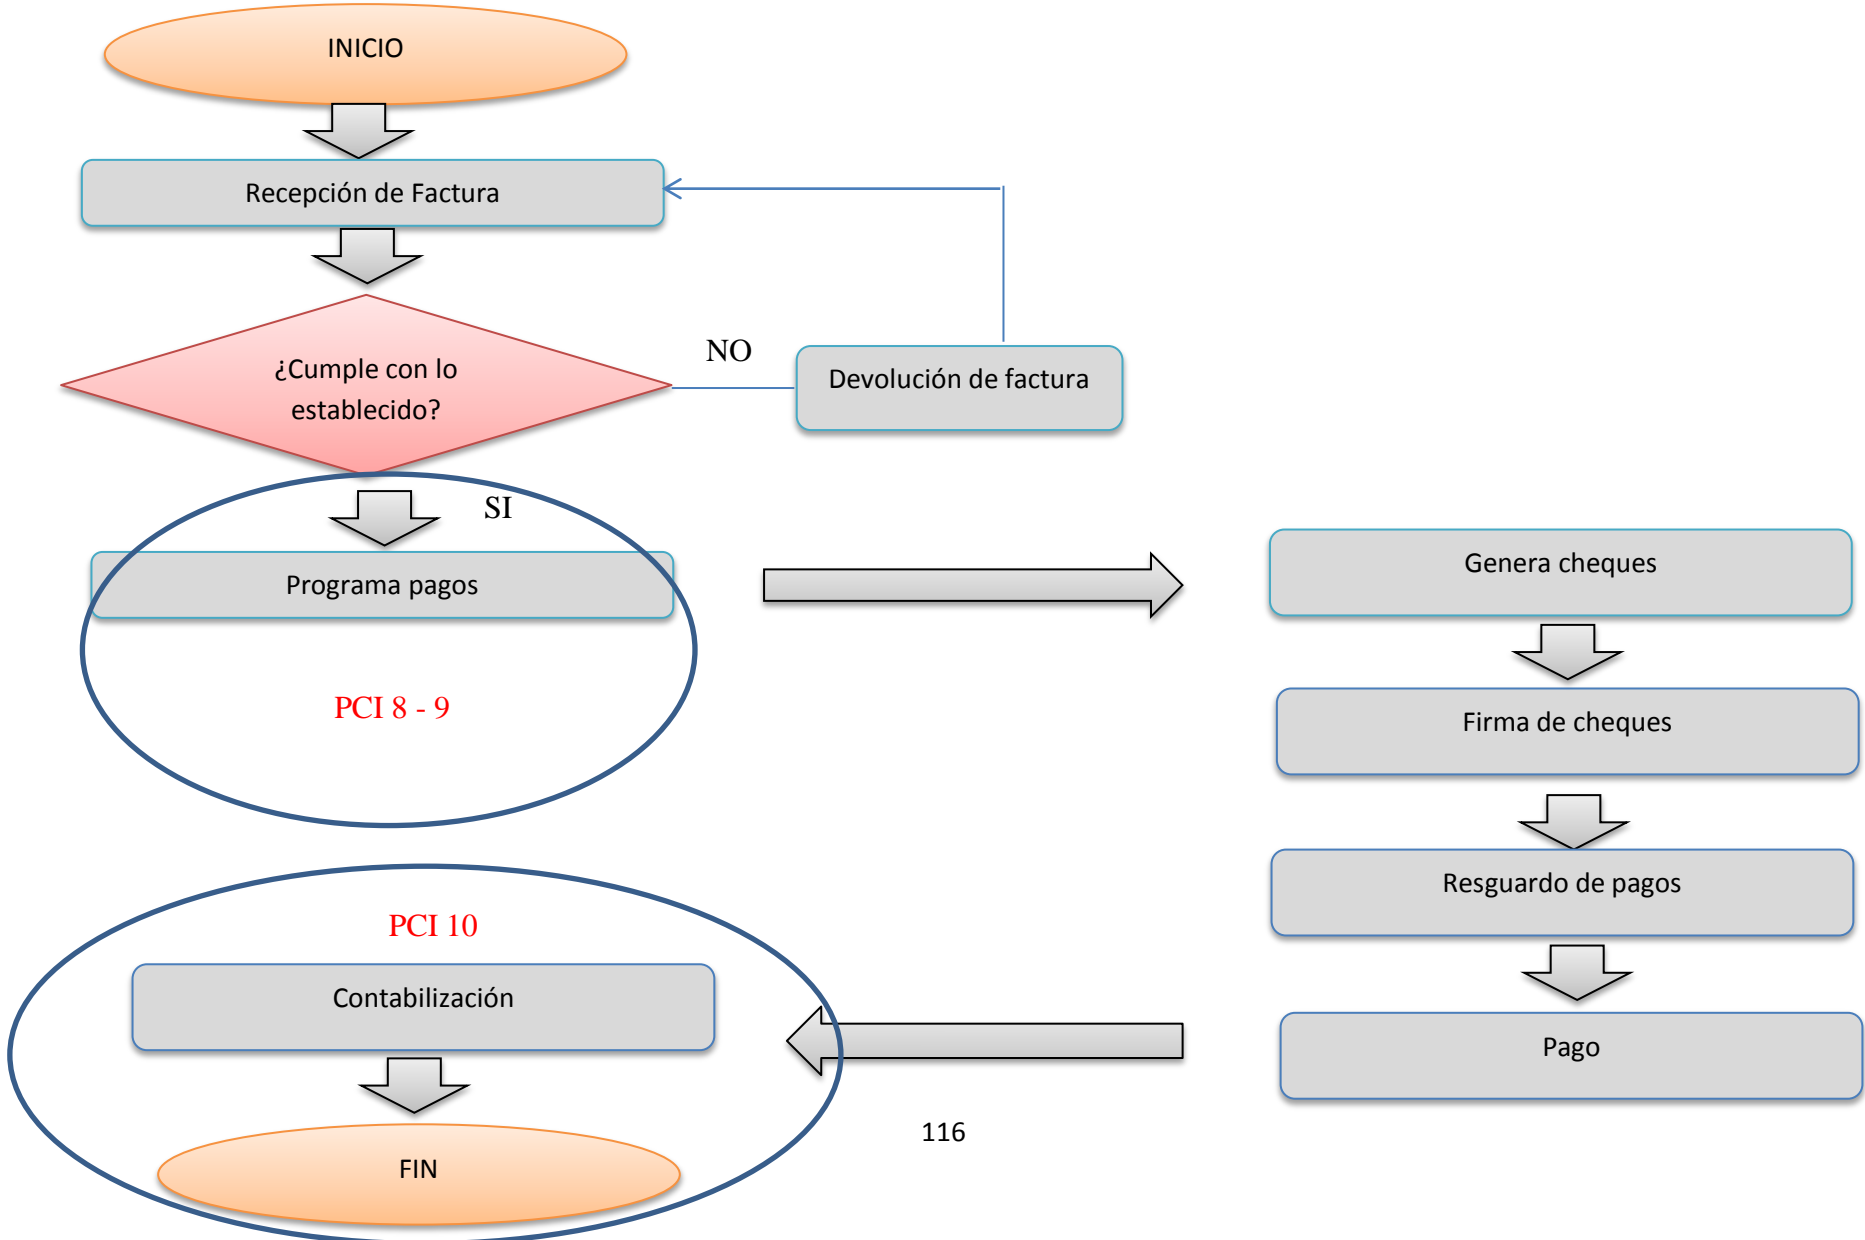 INICIO
Recepción de Factura
¿Cumple con lo
establecido?
NO
Devolución de factura
SI
Programa pagos
PCI 8 - 9
Genera cheques
Firma de cheques
Resguardo de pagos
Pago
PCI 10
Contabilización
FIN
116